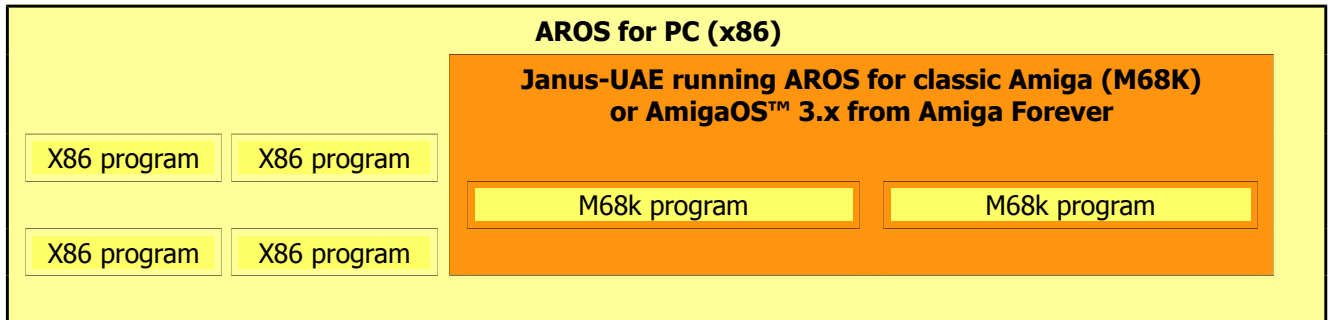 AROS for PC (x86)
Janus-UAE running AROS for classic Amiga (M68K)
or AmigaOS™ 3.x from Amiga Forever
X86 program
X86 program
M68k program
M68k program
X86 program
X86 program